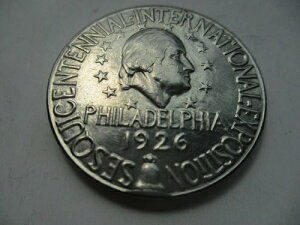 SESQUICENTENNIAL·INTERNATIONAL·EXPOSITION
PHILADELPHIA
1926